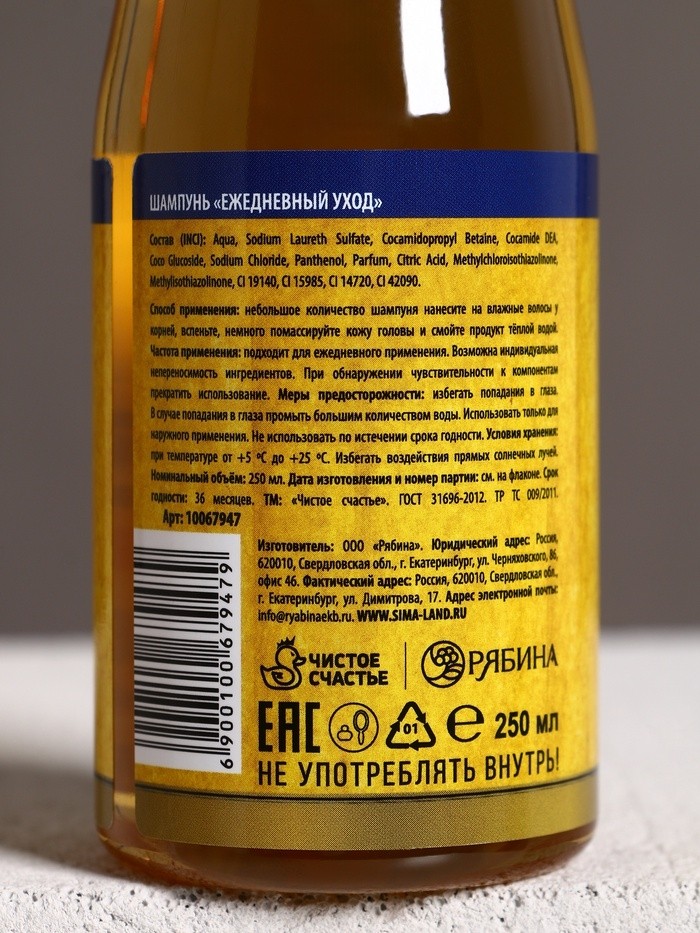 ШАМПУНЬ «ЕЖЕДНЕВНЫЙ УХОД»
Состав (INCI): Aqua, Sodium Laureth Sulfate, Cocamidopropyl Betaine, Cocamide DEA,
Coco Glucoside, Sodium Chloride, Panthenol, Parfum, Citric Acid, Methylchloroisothiazolinone,
Methylisothiazolinone, CI 19140, CI 15985, CI 14720, CI 42090.
Способ применения: небольшое количество шампуня нанесите на влажные волосы у
корней, вспеньте, немного помассируйте кожу головы и смойте продукт тёплой водой.
Частота применения: подходит для ежедневного применения. Возможна индивидуальная
непереносимость ингредиентов. При обнаружении чувствительности к компонентам
прекратить использование. Меры предосторожности: избегать попадания в глаза.
В случае попадания в глаза промыть большим количеством воды. Использовать только для
наружного применения. Не использовать по истечении срока годности. Условия хранения:
при температуре от +5 ºС до +25 ºС. Избегать воздействия прямых солнечных лучей.
Номинальный объём: 250 мл. Дата изготовления и номер партии: см. на флаконе. Срок
годности: 36 месяцев. ТМ: «Чистое счастье». ГОСТ 31696-2012. ТР ТС 009/2011.
Арт: 10067947
Изготовитель: ООО «Рябина». Юридический адрес: Россия,
620010, Свердловская обл., г. Екатеринбург, ул. Черняховского, 86,
офис 46. Фактический адрес: Россия, 620010, Свердловская обл.,
г. Екатеринбург, ул. Димитрова, 17. Адрес электронной почты:
info@ryabinaekb.ru. WWW.SIMA-LAND.RU
6 900100 679479
ЧИСТОЕ
СЧАСТЬЕ
РЯБИНА
EAC 01 e 250 мл
НЕ УПОТРЕБЛЯТЬ ВНУТРЬ!